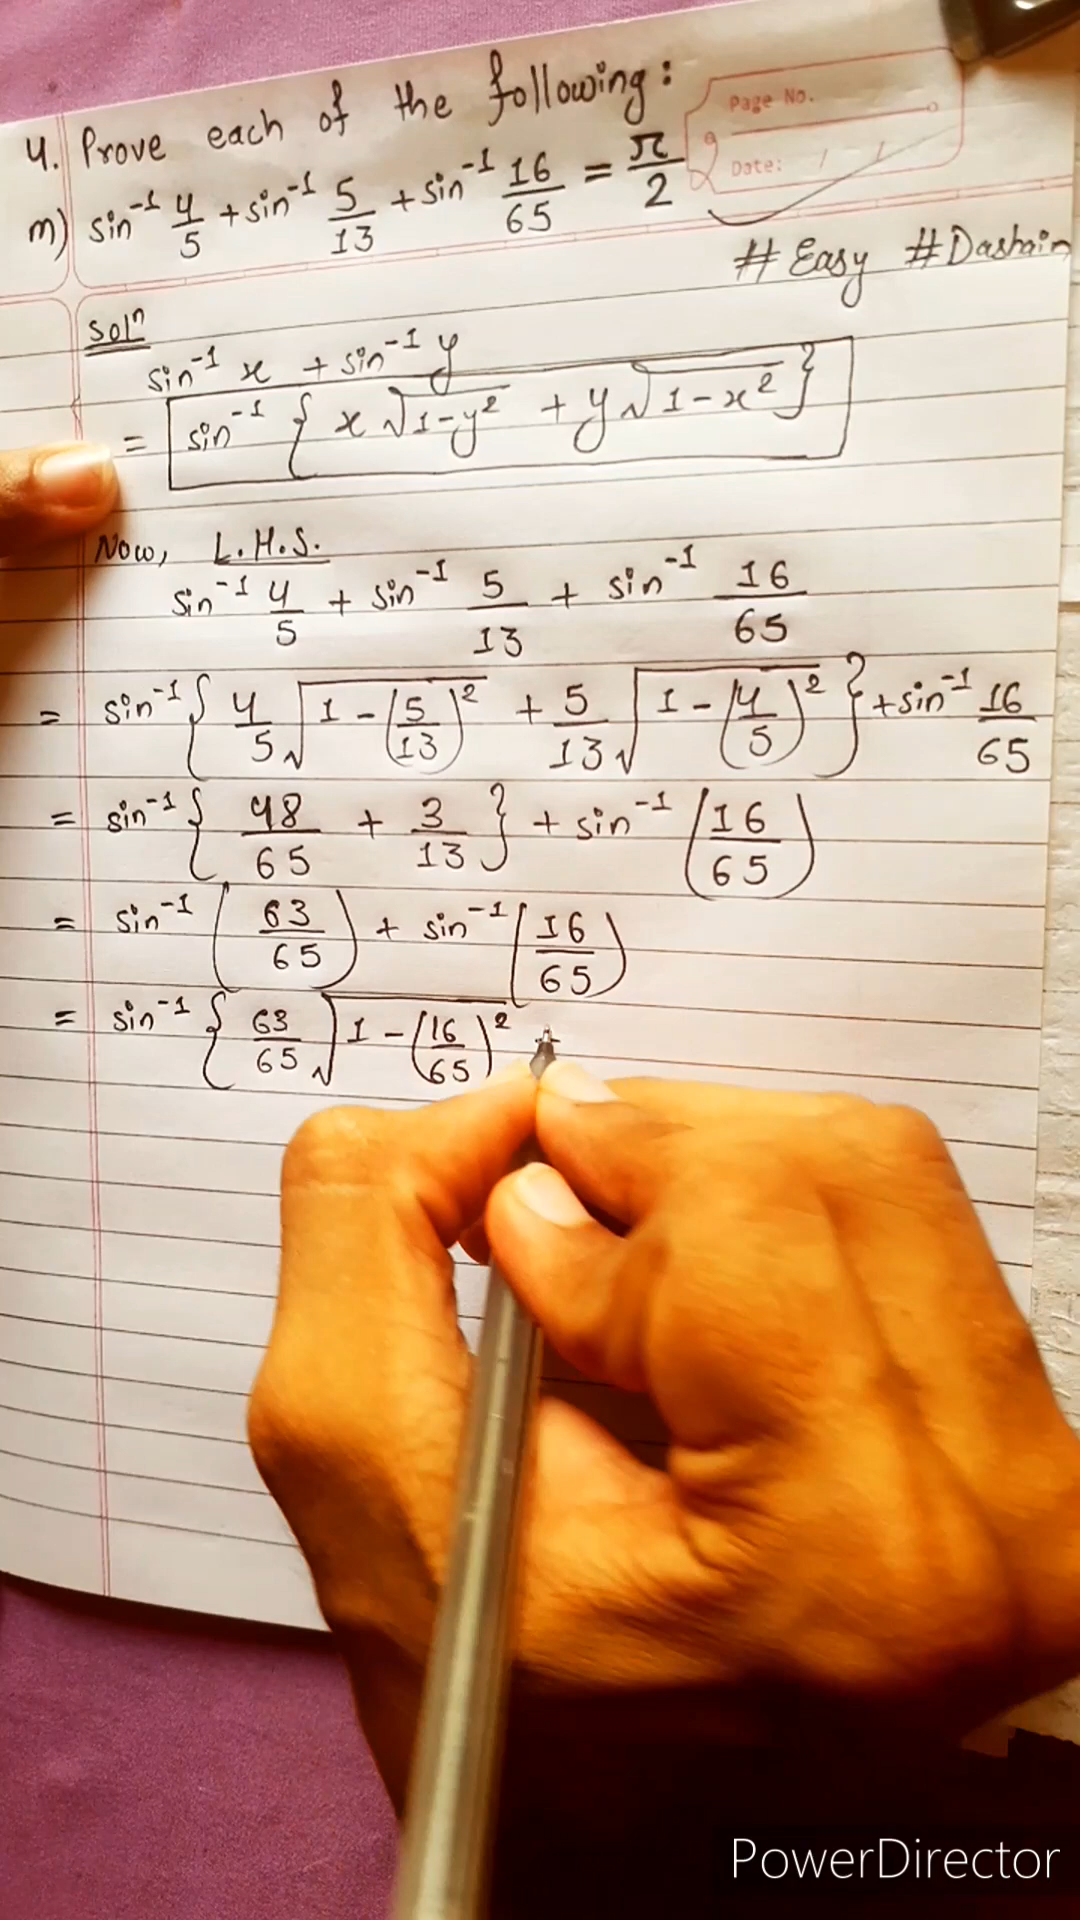 4. Prove each of the following:
Page No.
Date: / /
m) sin⁻¹ 4/5 + sin⁻¹ 5/13 + sin⁻¹ 16/65 = π/2
#Easy #Dashain
Solⁿ
sin⁻¹ x + sin⁻¹ y
= sin⁻¹ { x √(1-y²) + y √(1-x²) }
Now, L.H.S.
sin⁻¹ 4/5 + sin⁻¹ 5/13 + sin⁻¹ 16/65
= sin⁻¹ { 4/5 √(1-(5/13)²) + 5/13 √(1-(4/5)²) } + sin⁻¹ 16/65
= sin⁻¹ { 48/65 + 3/13 } + sin⁻¹ (16/65)
= sin⁻¹ (63/65) + sin⁻¹ (16/65)
= sin⁻¹ { 63/65 √(1-(16/65)²) +
PowerDirector